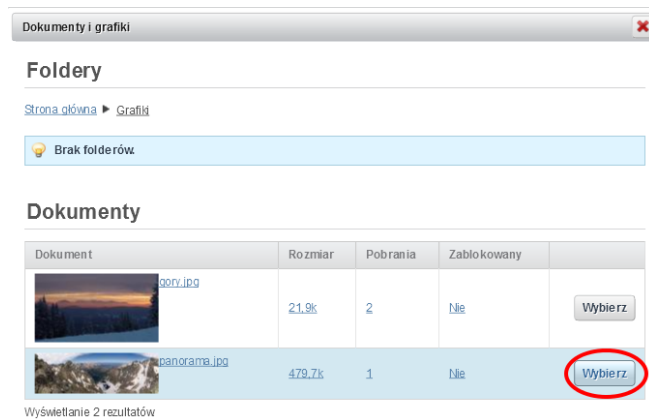 Dokumenty i grafiki
Foldery
Strona główna ► Grafiki
Brak folderów.
Dokumenty
Dokument Rozmiar Pobrania Zablokowany
gory.jpg
21,9k 2 Nie Wybierz
panorama.jpg
479,7k 1 Nie Wybierz
Wyświetlanie 2 rezultatów.